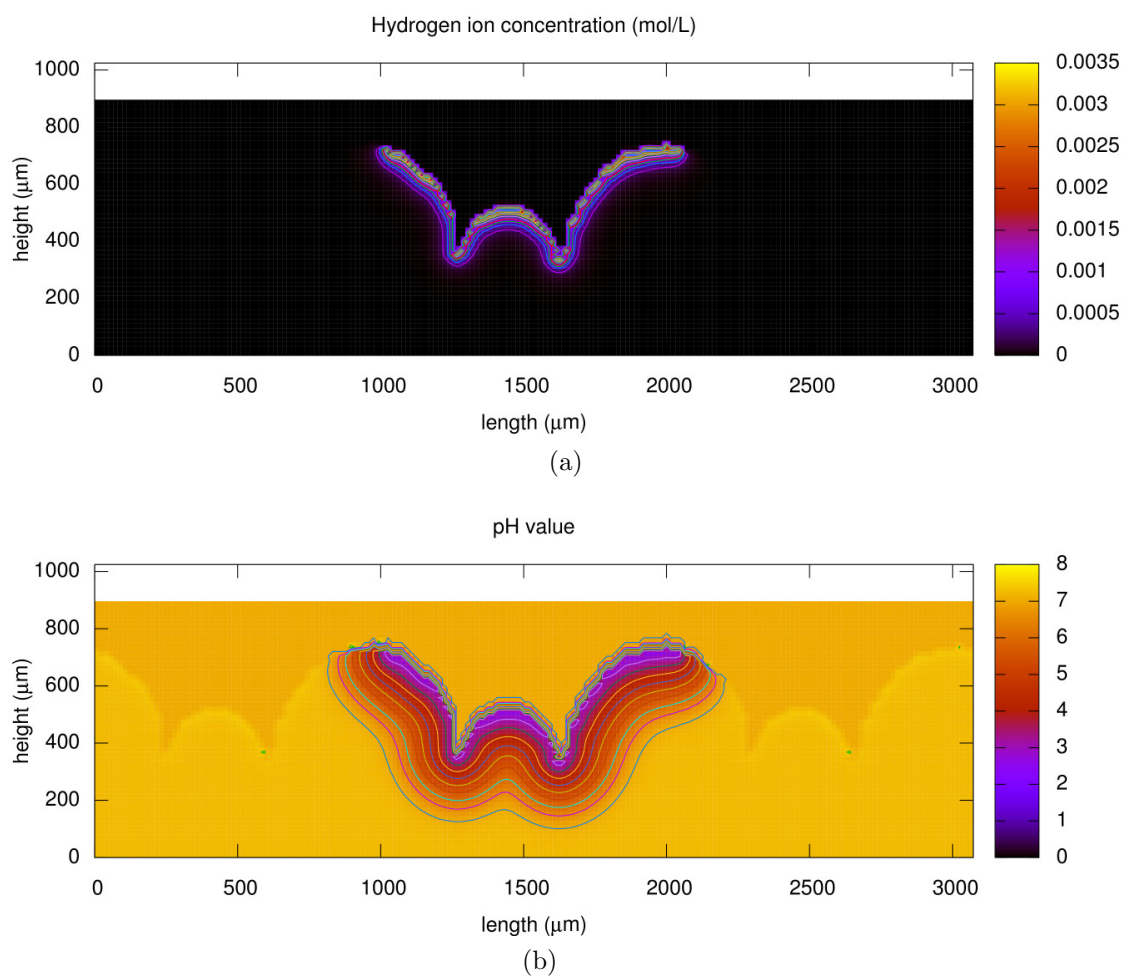 Hydrogen ion concentration (mol/L)
1000
800
600
400
200
0
height (μm)
0 500 1000 1500 2000 2500 3000
length (μm)
0.0035
0.003
0.0025
0.002
0.0015
0.001
0.0005
0
(a)
pH value
1000
800
600
400
200
0
height (μm)
0 500 1000 1500 2000 2500 3000
length (μm)
8
7
6
5
4
3
2
1
0
(b)